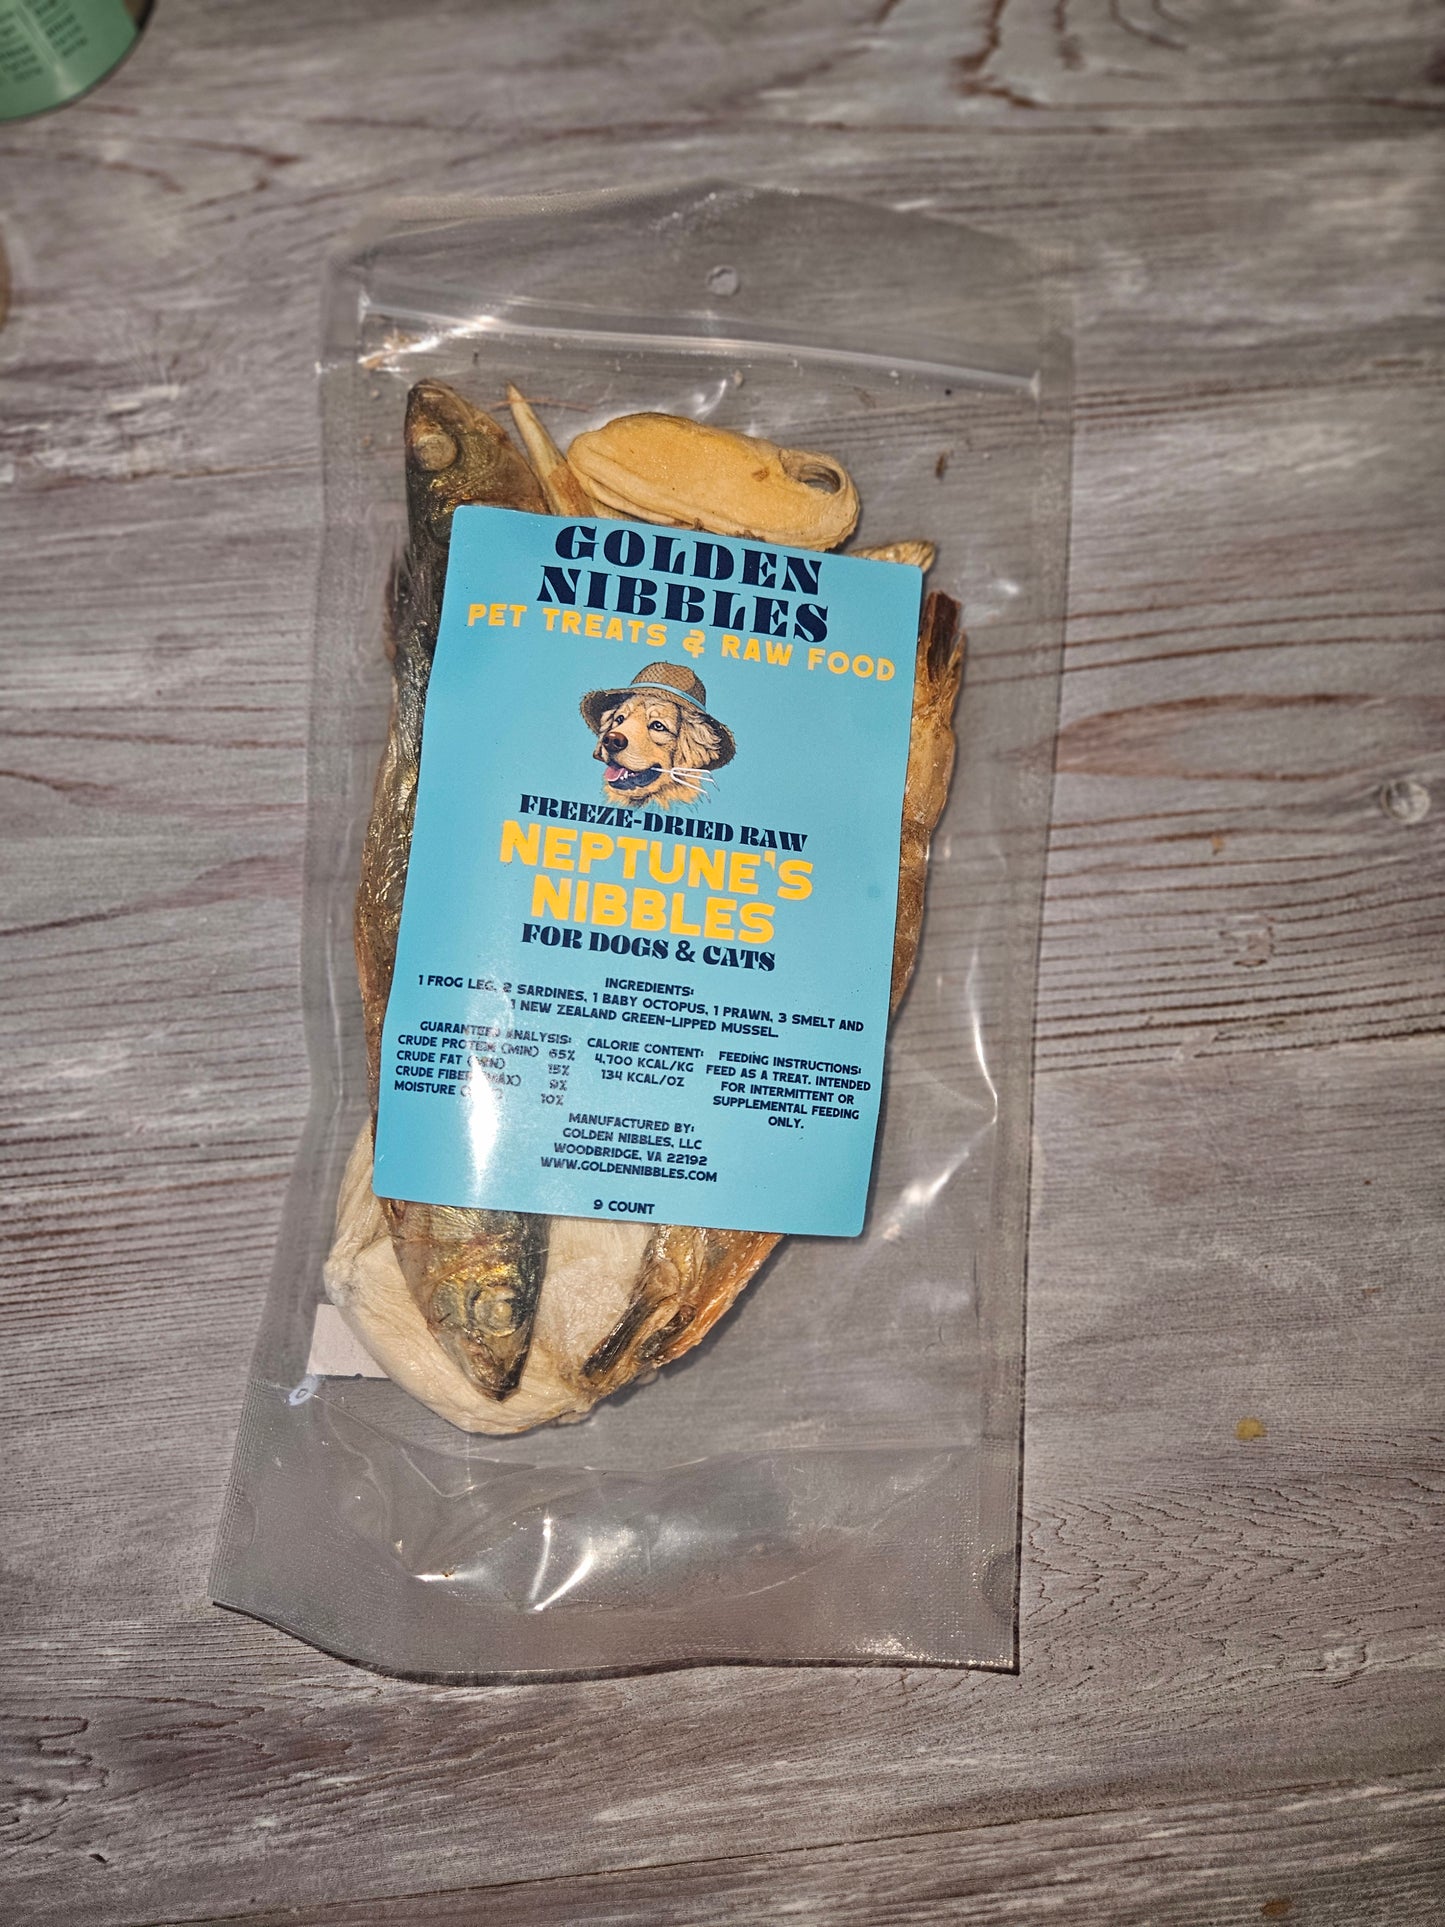 GOLDEN
NIBBLES
PET TREATS & RAW FOOD
FREEZE-DRIED RAW
NEPTUNE'S
NIBBLES
FOR DOGS & CATS
INGREDIENTS:
1 FROG LEG, 2 SARDINES, 1 BABY OCTOPUS, 1 PRAWN, 3 SMELT AND
1 NEW ZEALAND GREEN-LIPPED MUSSEL.
GUARANTEED ANALYSIS:
CRUDE PROTEIN (MIN) 65%
CRUDE FAT (MIN) 15%
CRUDE FIBER (MAX) 9%
MOISTURE 10%
CALORIE CONTENT:
4,700 KCAL/KG
134 KCAL/OZ
FEEDING INSTRUCTIONS:
FEED AS A TREAT. INTENDED
FOR INTERMITTENT OR
SUPPLEMENTAL FEEDING
ONLY.
MANUFACTURED BY:
GOLDEN NIBBLES, LLC
WOODBRIDGE, VA 22192
WWW.GOLDENNIBBLES.COM
9 COUNT